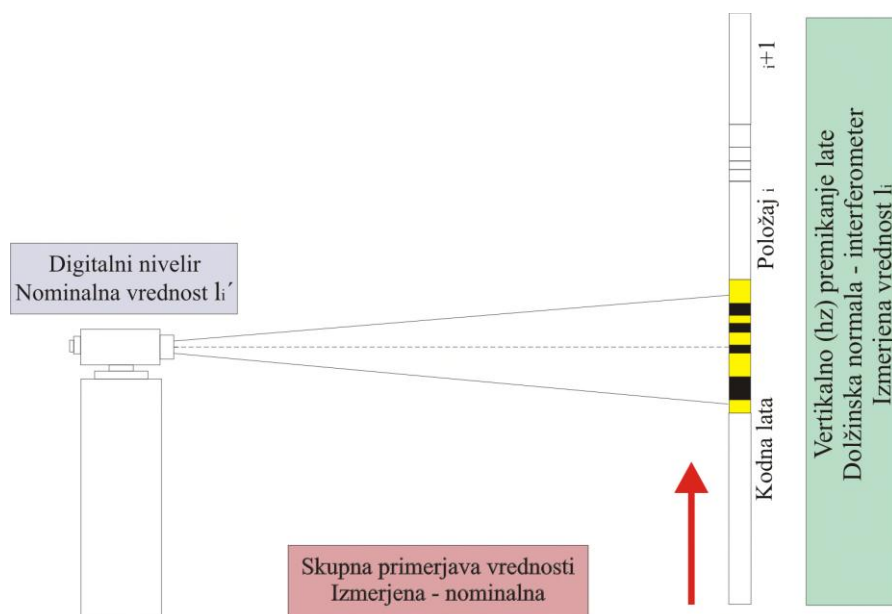 Digitalni nivelir
Nominalna vrednost lᵢ´
Kodna lata
Položaj ᵢ
ᵢ+1
Vertikalno (hz) premikanje late
Dolžinska normala - interferometer
Izmerjena vrednost lᵢ
Skupna primerjava vrednosti
Izmerjena - nominalna